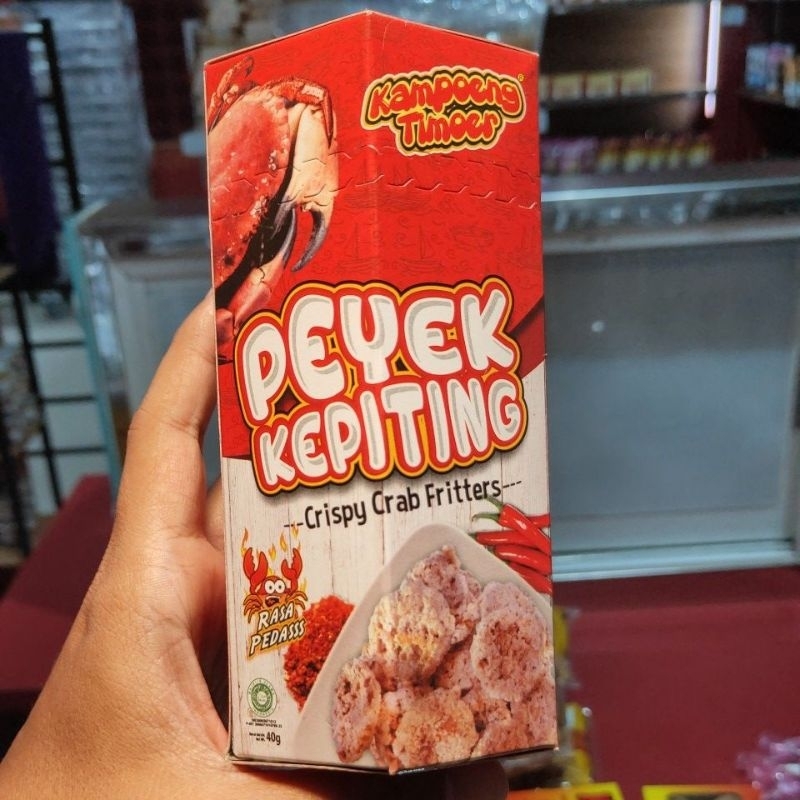 Kampoeng
Timoer
PEYEK
KEPITING
---Crispy Crab Fritters---
RASA
PEDASSS
40g